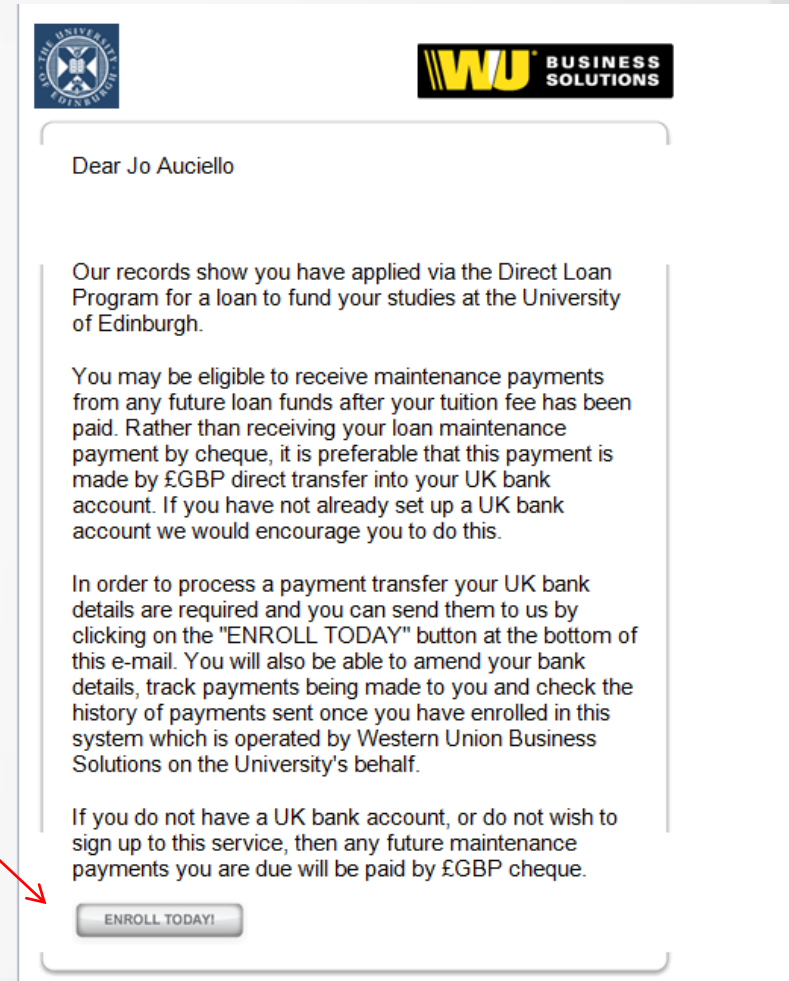 THE UNIVERSITY OF EDINBURGH
WU BUSINESS
SOLUTIONS
Dear Jo Auciello
Our records show you have applied via the Direct Loan
Program for a loan to fund your studies at the University
of Edinburgh.
You may be eligible to receive maintenance payments
from any future loan funds after your tuition fee has been
paid. Rather than receiving your loan maintenance
payment by cheque, it is preferable that this payment is
made by £GBP direct transfer into your UK bank
account. If you have not already set up a UK bank
account we would encourage you to do this.
In order to process a payment transfer your UK bank
details are required and you can send them to us by
clicking on the "ENROLL TODAY" button at the bottom of
this e-mail. You will also be able to amend your bank
details, track payments being made to you and check the
history of payments sent once you have enrolled in this
system which is operated by Western Union Business
Solutions on the University's behalf.
If you do not have a UK bank account, or do not wish to
sign up to this service, then any future maintenance
payments you are due will be paid by £GBP cheque.
ENROLL TODAY!